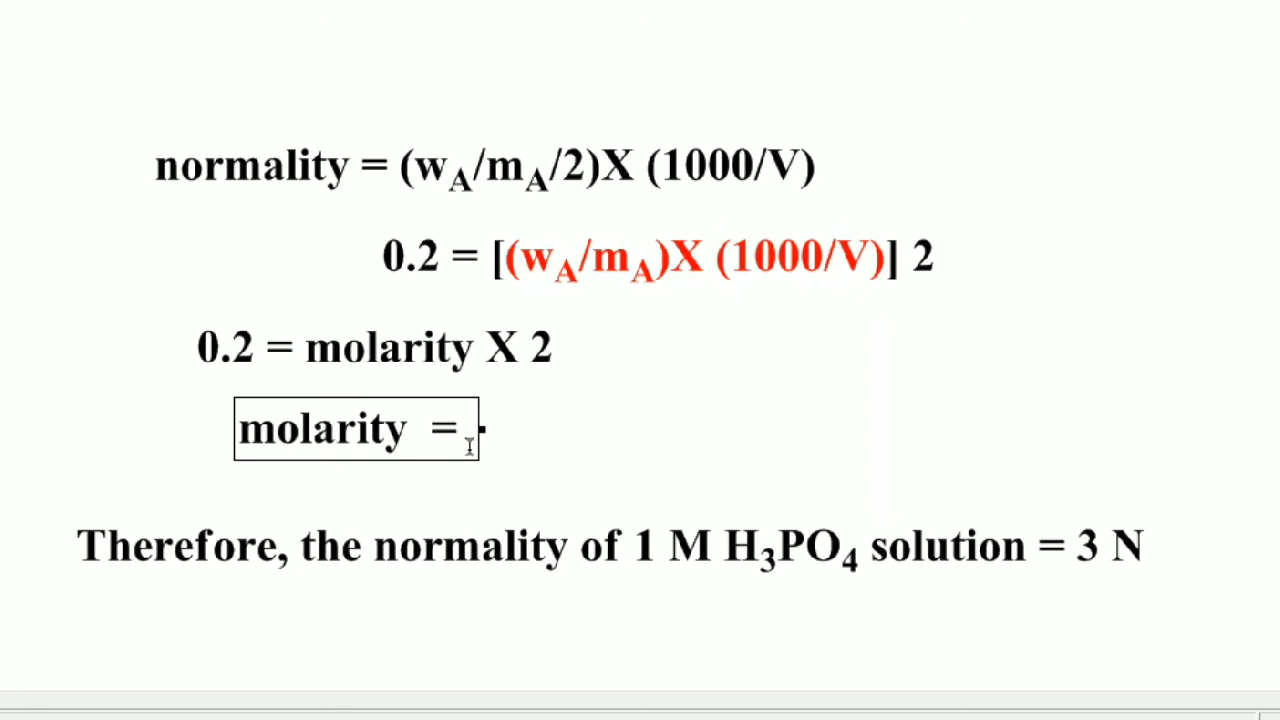 normality = (wA/mA/2)X (1000/V)
0.2 = [(wA/mA)X (1000/V)] 2
0.2 = molarity X 2
molarity =
Therefore, the normality of 1 M H3PO4 solution = 3 N